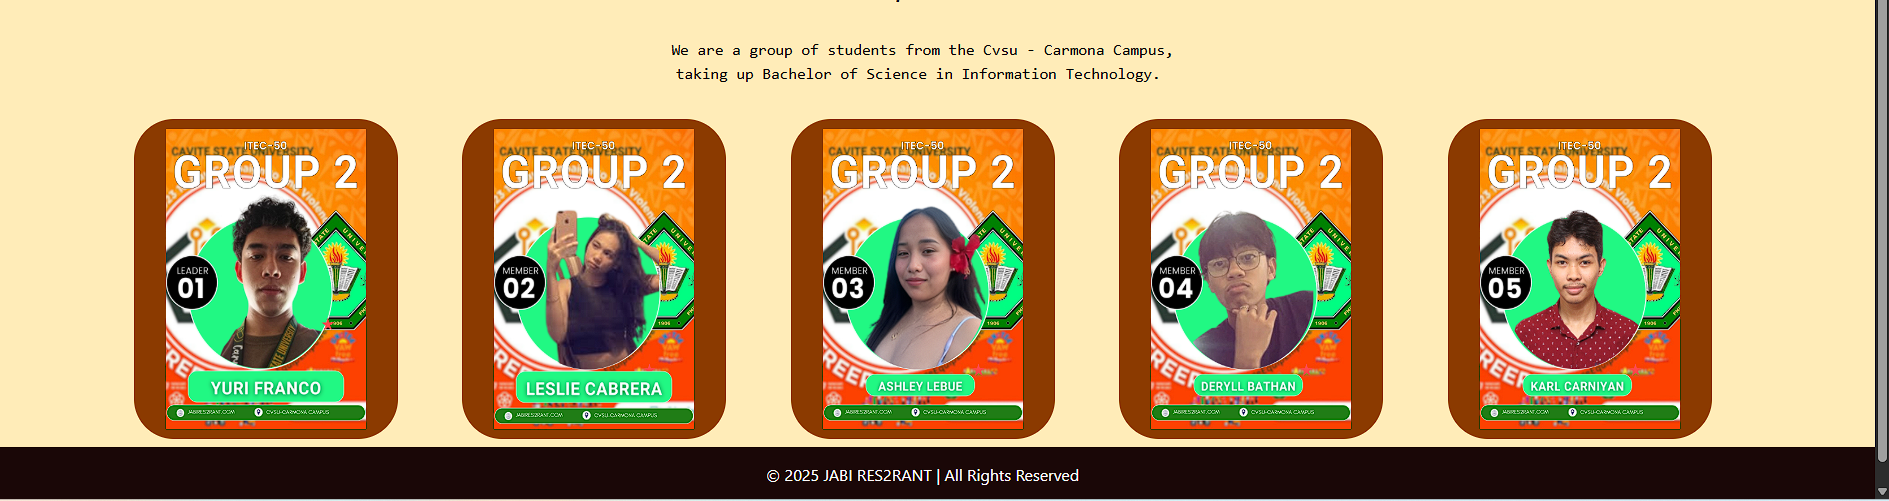 We are a group of students from the Cvsu - Carmona Campus,
taking up Bachelor of Science in Information Technology.
ITEC-50
CAVITE STATE UNIVERSITY
GROUP 2
LEADER
01
YURI FRANCO
JABIRES2RANT.COM
CVSU-CARMONA CAMPUS
ITEC-50
CAVITE STATE UNIVERSITY
GROUP 2
MEMBER
02
LESLIE CABRERA
JABIRES2RANT.COM
CVSU-CARMONA CAMPUS
ITEC-50
CAVITE STATE UNIVERSITY
GROUP 2
MEMBER
03
1906
ASHLEY LEBUE
JABIRES2RANT.COM
CVSU-CARMONA CAMPUS
ITEC-50
CAVITE STATE UNIVERSITY
GROUP 2
MEMBER
04
1906
DERYLL BATHAN
JABIRES2RANT.COM
CVSU-CARMONA CAMPUS
ITEC-50
CAVITE STATE UNIVERSITY
GROUP 2
MEMBER
05
1906
KARL CARNIYAN
JABIRES2RANT.COM
CVSU-CARMONA CAMPUS
© 2025 JABI RES2RANT | All Rights Reserved